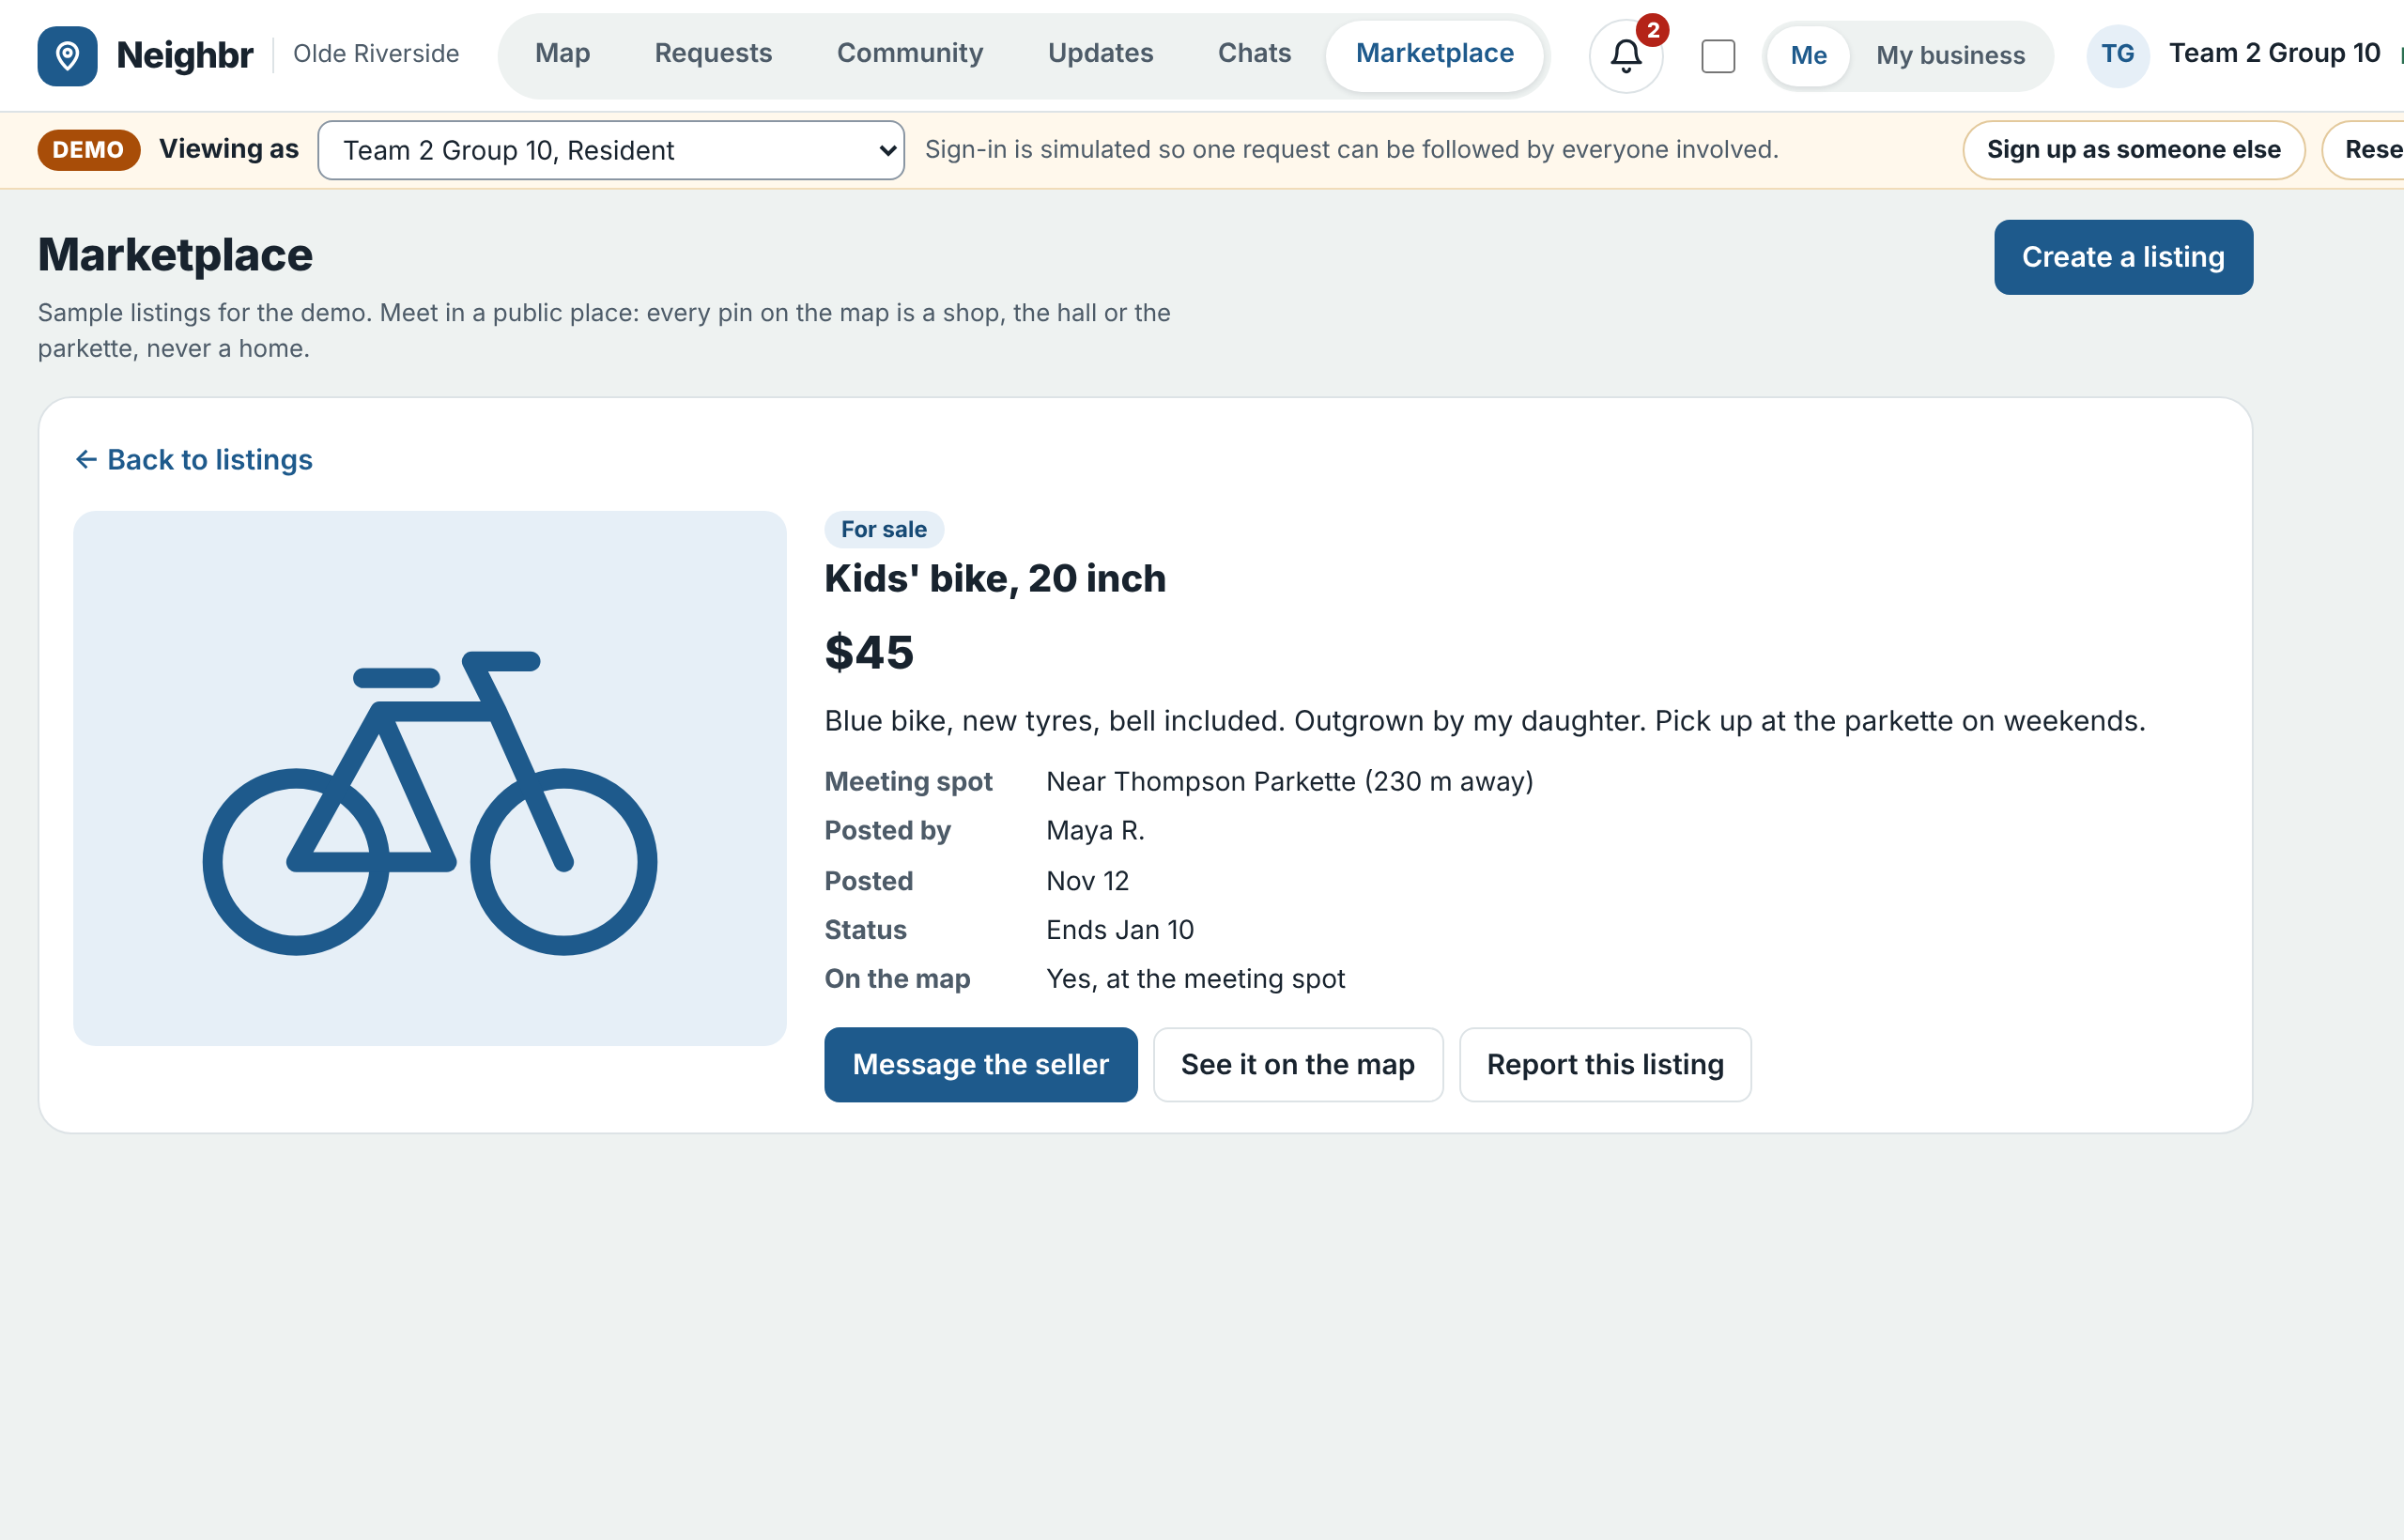 Neighbr
Olde Riverside
Map
Requests
Community
Updates
Chats
Marketplace
2
Me
My business
TG
Team 2 Group 10
DEMO
Viewing as
Team 2 Group 10, Resident
Sign-in is simulated so one request can be followed by everyone involved.
Sign up as someone else
Rese
Marketplace
Create a listing
Sample listings for the demo. Meet in a public place: every pin on the map is a shop, the hall or the
parkette, never a home.
← Back to listings
For sale
Kids' bike, 20 inch
$45
Blue bike, new tyres, bell included. Outgrown by my daughter. Pick up at the parkette on weekends.
Meeting spot Near Thompson Parkette (230 m away)
Posted by Maya R.
Posted Nov 12
Status Ends Jan 10
On the map Yes, at the meeting spot
Message the seller
See it on the map
Report this listing